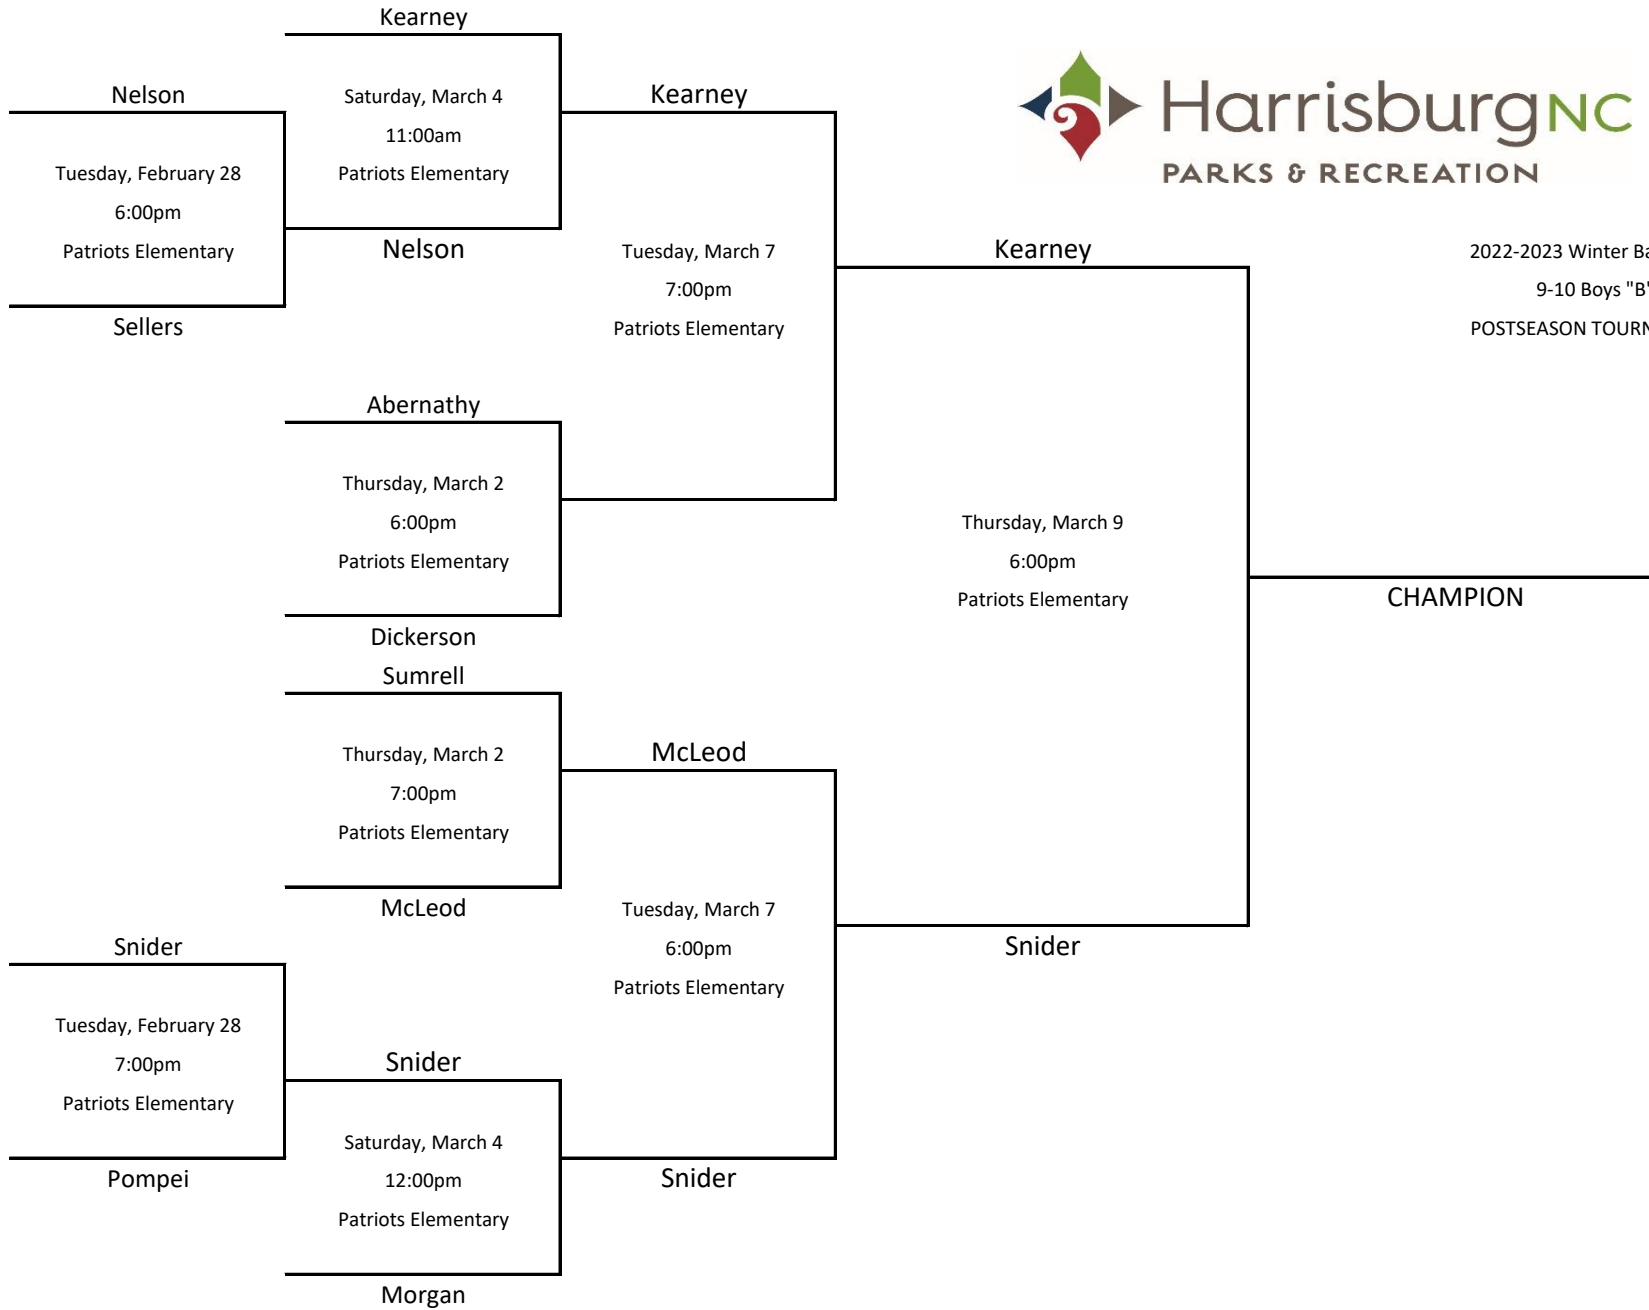 Kearney
Nelson
Saturday, March 4
Kearney
HarrisburgNC
11:00am
Tuesday, February 28
Patriots Elementary
PARKS & RECREATION
6:00pm
Patriots Elementary
Nelson
Tuesday, March 7
Kearney
2022-2023 Winter Ba
7:00pm
9-10 Boys "B"
Sellers
Patriots Elementary
POSTSEASON TOURN
Abernathy
Thursday, March 2
6:00pm
Thursday, March 9
Patriots Elementary
6:00pm
Patriots Elementary
CHAMPION
Dickerson
Sumrell
Thursday, March 2
McLeod
7:00pm
Patriots Elementary
McLeod
Tuesday, March 7
Snider
6:00pm
Snider
Patriots Elementary
Tuesday, February 28
7:00pm
Snider
Patriots Elementary
Saturday, March 4
Pompei
12:00pm
Snider
Patriots Elementary
Morgan